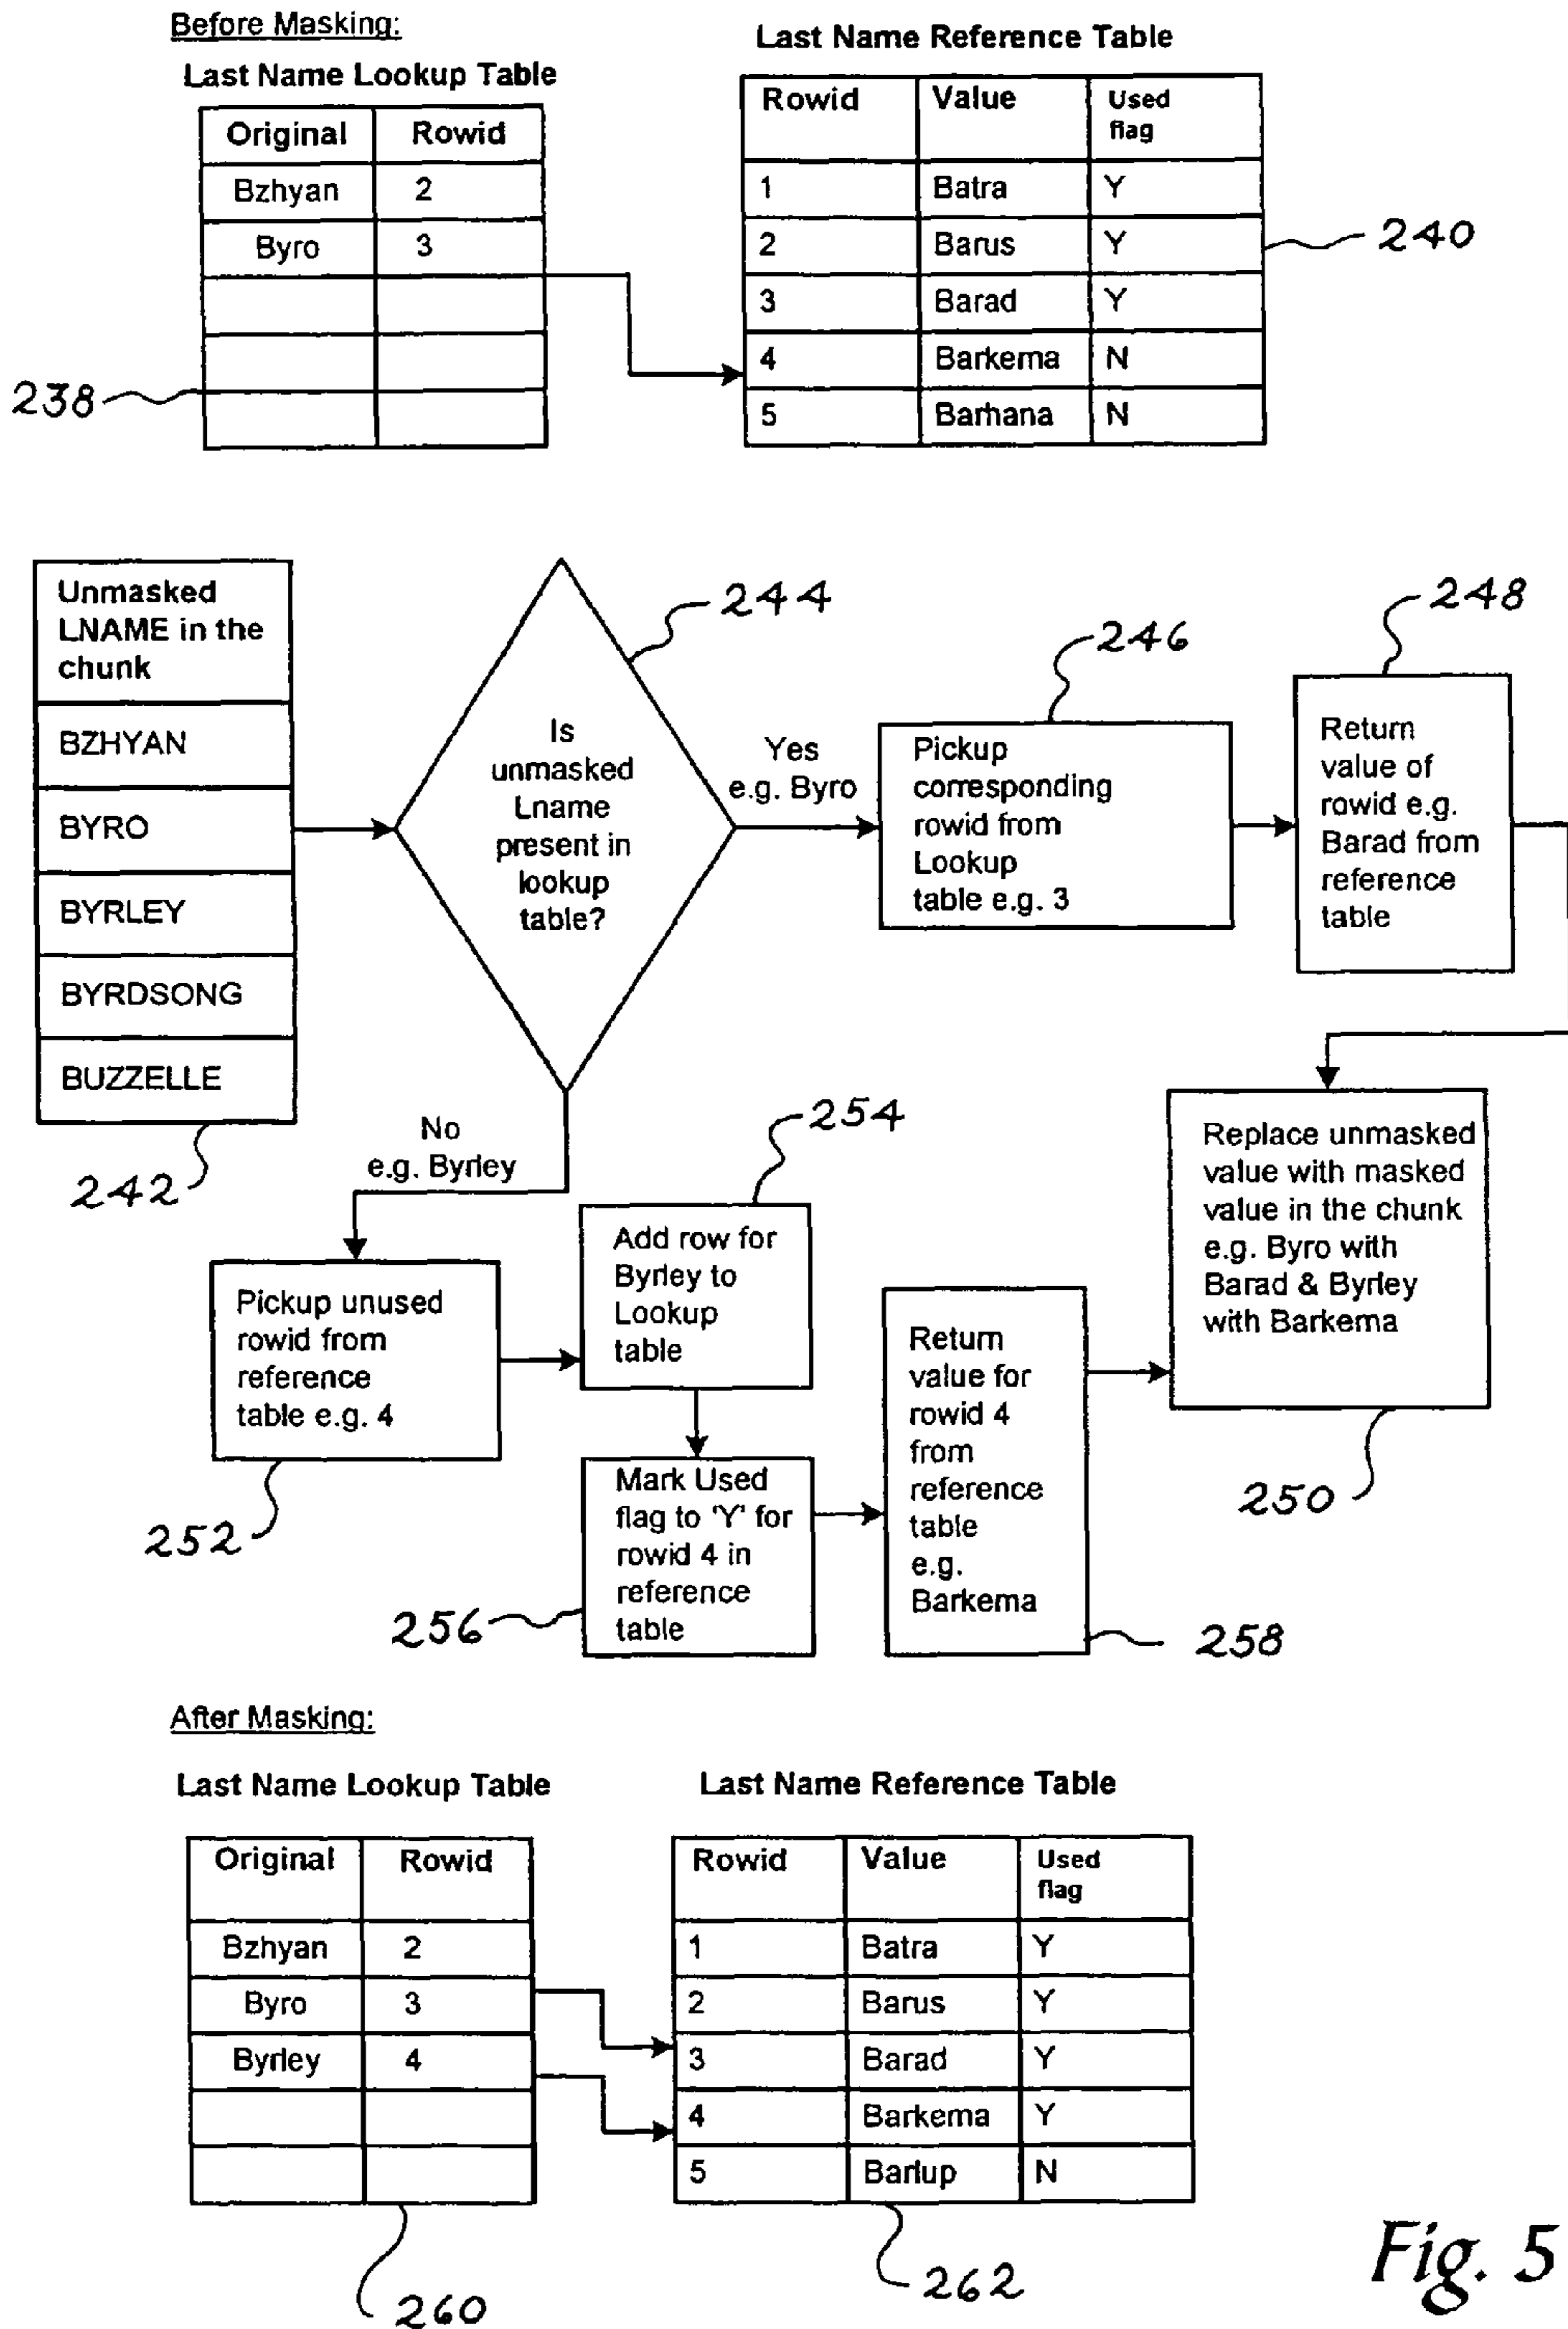 Before Masking:
Last Name Lookup Table
Original Rowid
Bzhyan 2
Byro 3
238
Last Name Reference Table
Rowid Value Used
flag
1 Batra Y
2 Barus Y
3 Barad Y
4 Barkema N
5 Barhana N
240
Unmasked
LNAME in the
chunk
BZHYAN
BYRO
BYRLEY
BYRDSONG
BUZZELLE
242
244
Is
unmasked
Lname
present in
lookup
table?
Yes
e.g. Byro
246
Pickup
corresponding
rowid from
Lookup
table e.g. 3
248
Return
value of
rowid e.g.
Barad from
reference
table
No
e.g. Byrley
252
Pickup unused
rowid from
reference
table e.g. 4
254
Add row for
Byrley to
Lookup
table
256
Mark Used
flag to 'Y' for
rowid 4 in
reference
table
Return
value for
rowid 4
from
reference
table
e.g.
Barkema
258
Replace unmasked
value with masked
value in the chunk
e.g. Byro with
Barad & Byrley
with Barkema
250
After Masking:
Last Name Lookup Table
Original Rowid
Bzhyan 2
Byro 3
Byrley 4
260
Last Name Reference Table
Rowid Value Used
flag
1 Batra Y
2 Barus Y
3 Barad Y
4 Barkema Y
5 Barlup N
262
Fig. 5